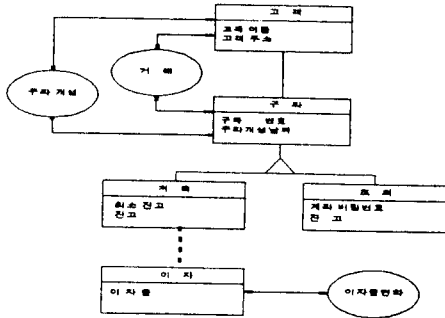 고 객
고객 이름
고객 주소
거 래
구 좌
구좌 번호
구좌개설날짜
구좌개설
저 축
최소 잔고
잔고
계좌 비밀번호
잔 고
이 자
이 자 율
이자율변화